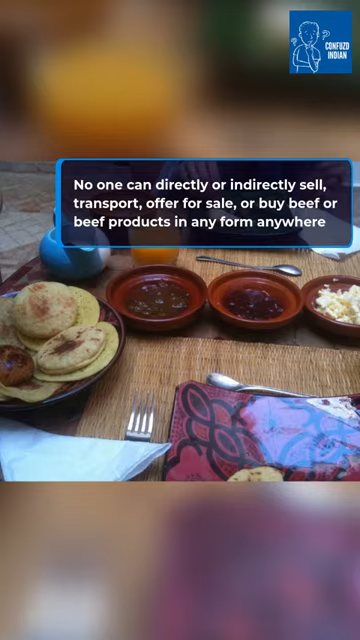 CONFUZD
INDIAN
No one can directly or indirectly sell,
transport, offer for sale, or buy beef or
beef products in any form anywhere